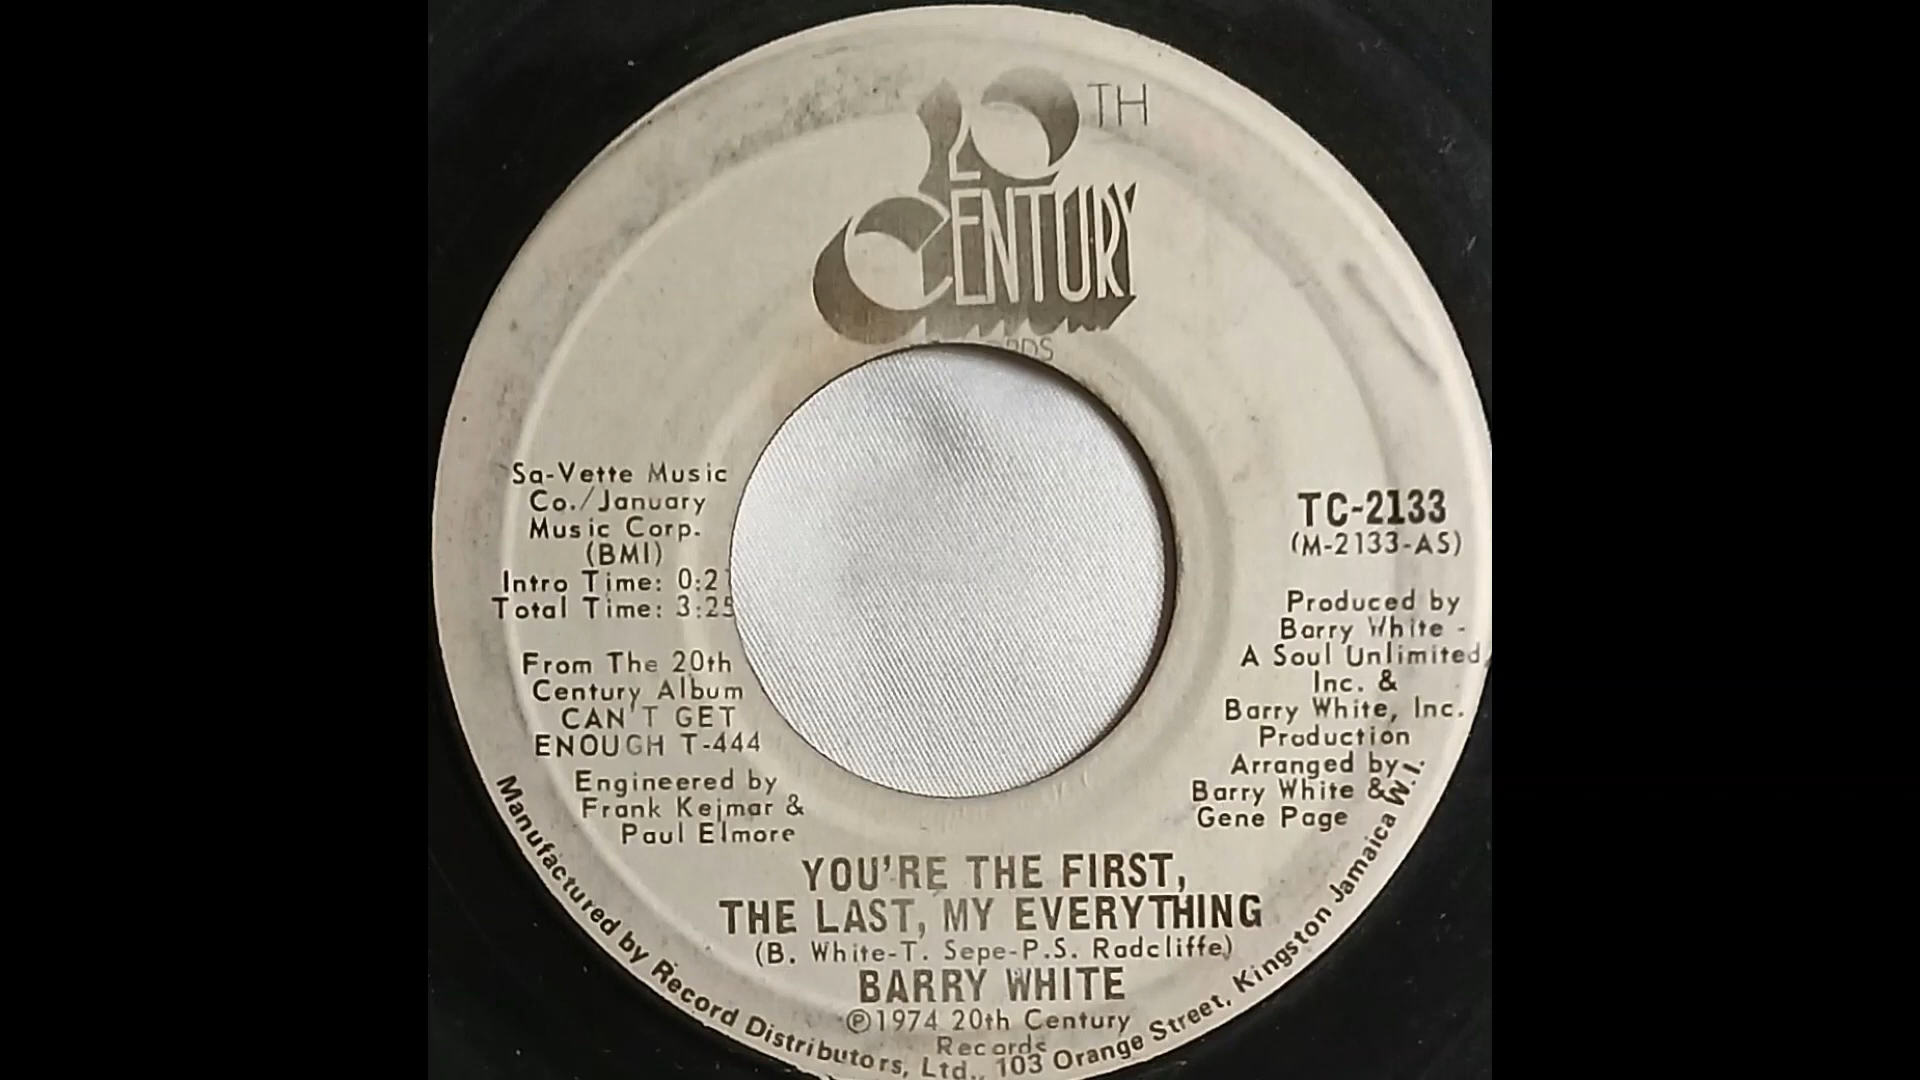 20TH
CENTURY
Sa-Vette Music
Co./January
Music Corp.
(BMI)
Intro Time: 0:2
Total Time: 3:25
From The 20th
Century Album
CAN'T GET
ENOUGH T-444
Engineered by
Frank Kejmar &
Paul Elmore
TC-2133
(M-2133-AS)
Produced by
Barry White -
A Soul Unlimited,
Inc. &
Barry White, Inc.
Production
Arranged by
Barry White &
Gene Page
YOU'RE THE FIRST,
THE LAST, MY EVERYTHING
(B. White-T. Sepe-P.S. Radcliffe)
BARRY WHITE
℗1974 20th Century
Records
Manufactured by Record Distributors, Ltd., 103 Orange Street, Kingston Jamaica W.I.